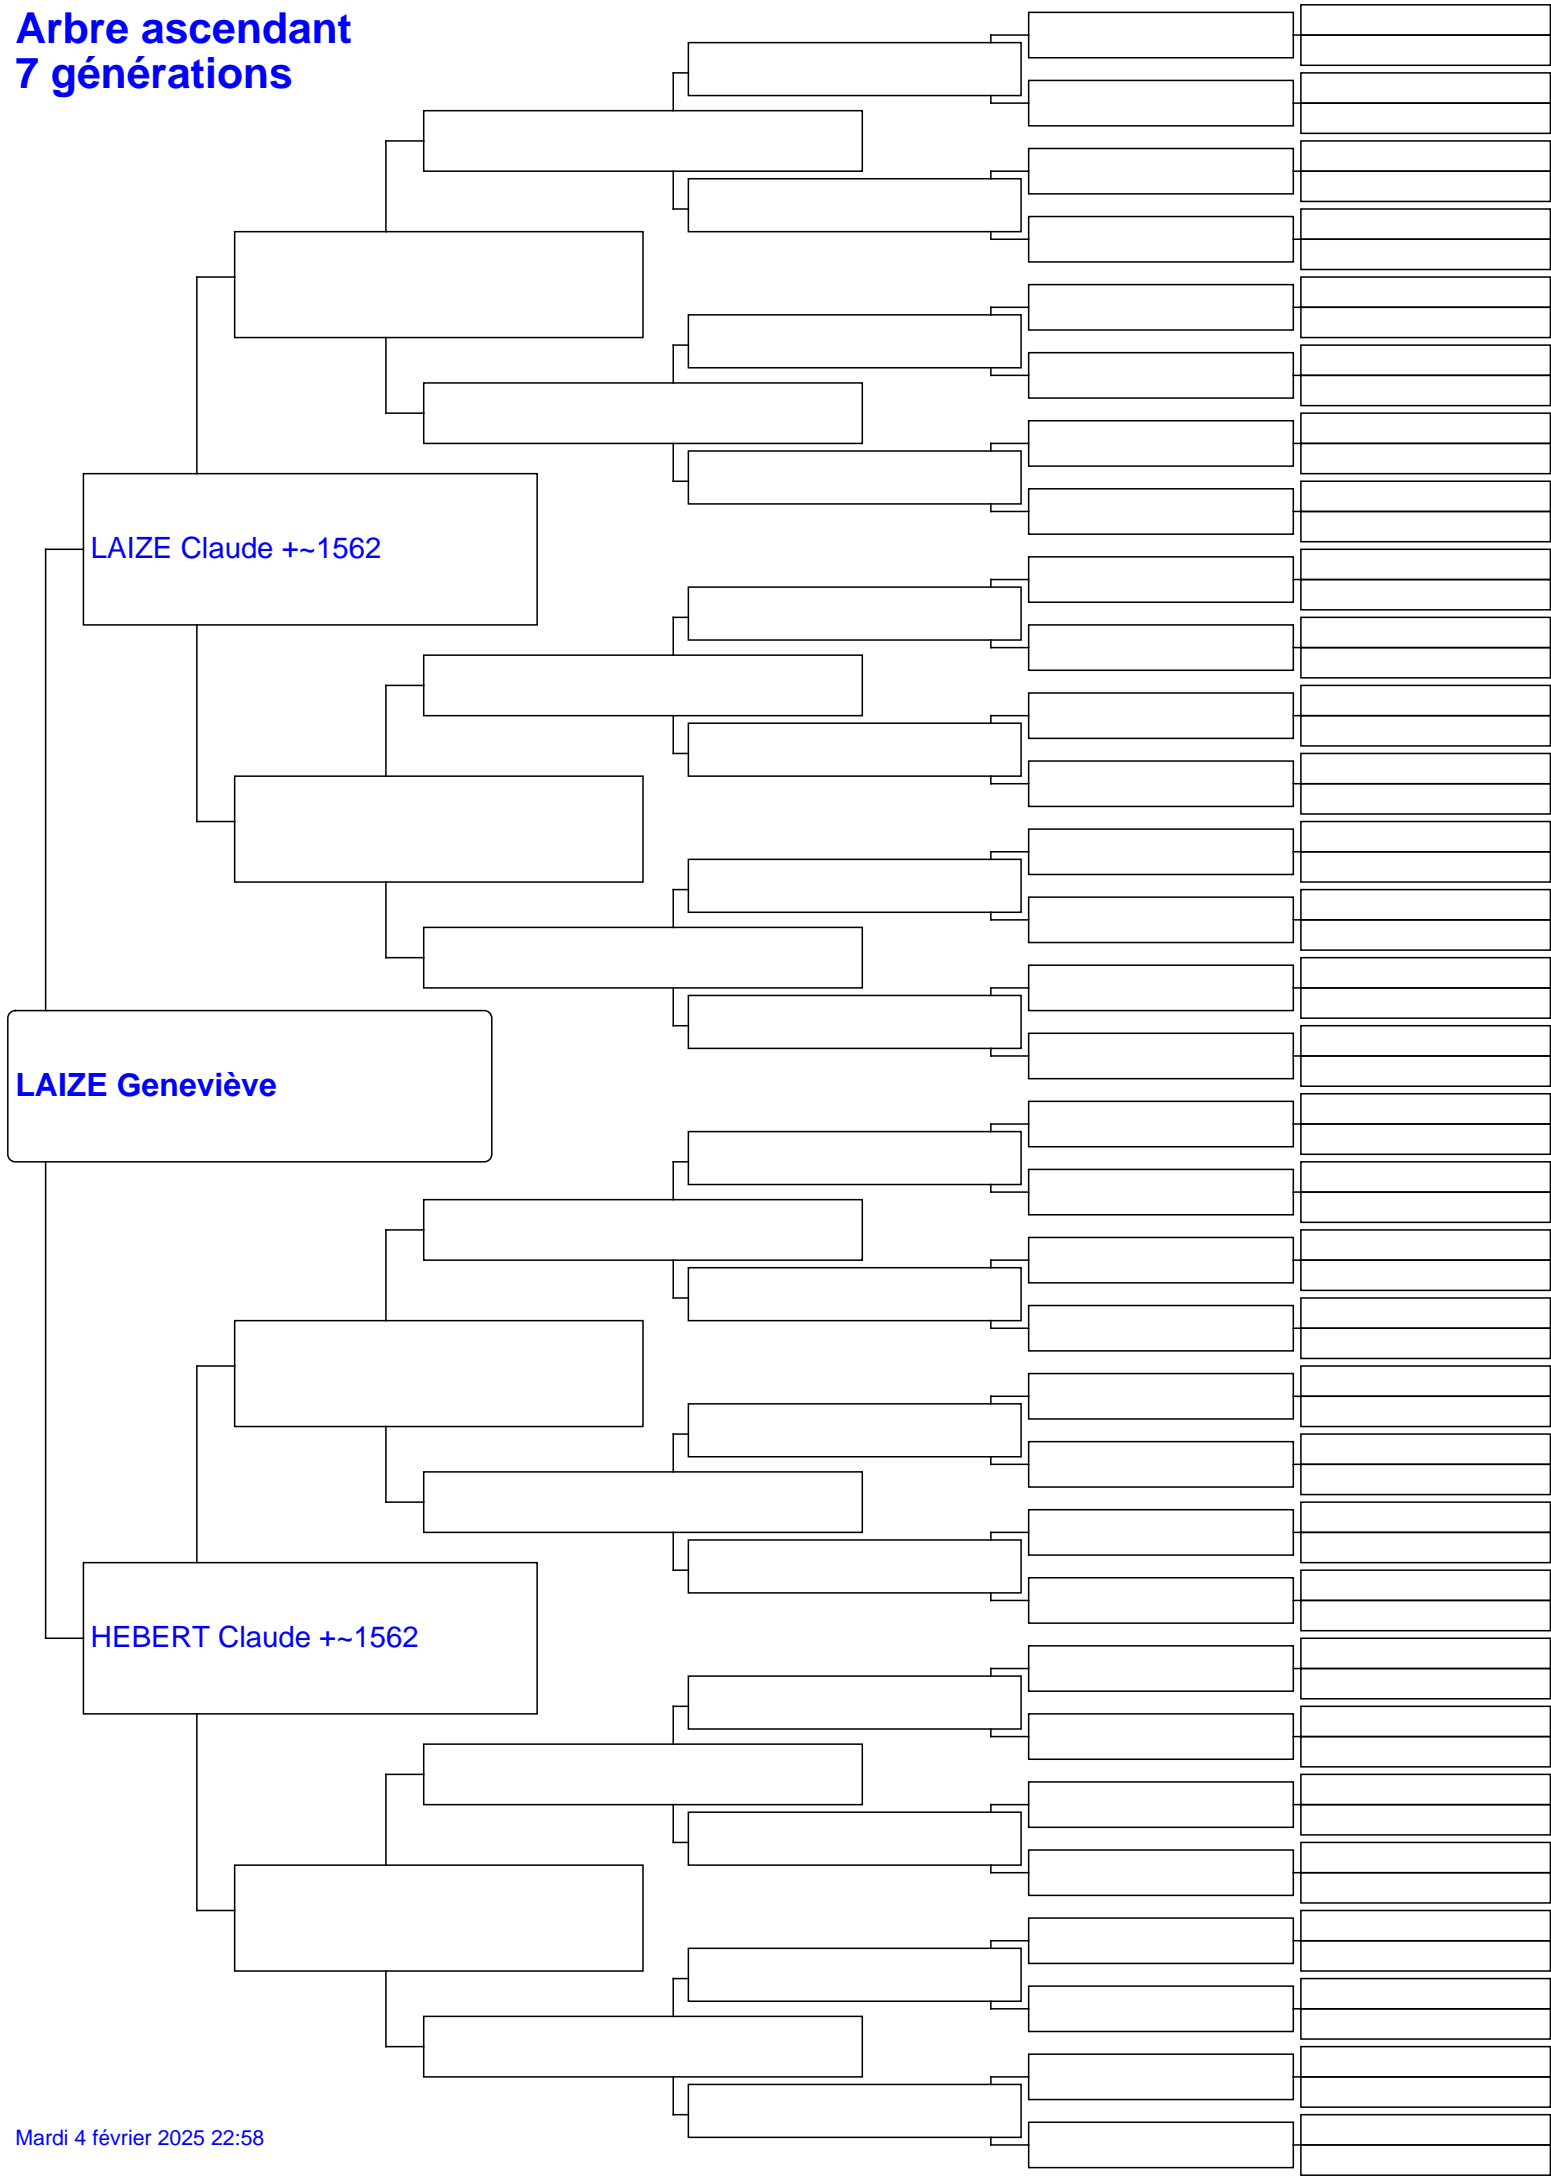 Arbre ascendant
7 générations
LAIZE Claude +~1562
LAIZE Geneviève
HEBERT Claude +~1562
Mardi 4 février 2025 22:58